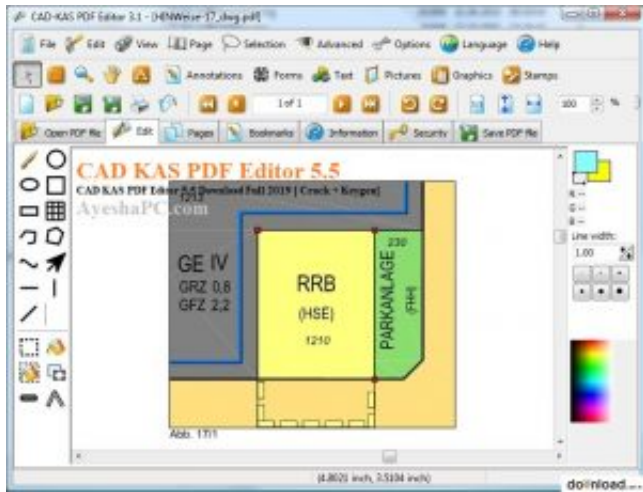 CAD-KAS PDF Editor 3.1 - [HINWeise-17_dwg.pdf]
File Edit View Page Selection Advanced Options Language Help
Annotations Forms Text Pictures Graphics Stamps
1 of 1 100 %
Open PDF file Edit Pages Bookmarks Information Security Save PDF file
CAD KAS PDF Editor 5.5
CAD KAS PDF Editor 5.5 Download Full 2019 [ Crack + Keygen]
1213
AyeshaPC.com
R --
G --
B --
Line width:
1.00
230
GE IV
GRZ 0,8
GFZ 2,2
RRB
(HSE)
1210
PARKANLAGE
(FHH)
Abb. 17/1
(4.8021 inch, 3.5104 inch)